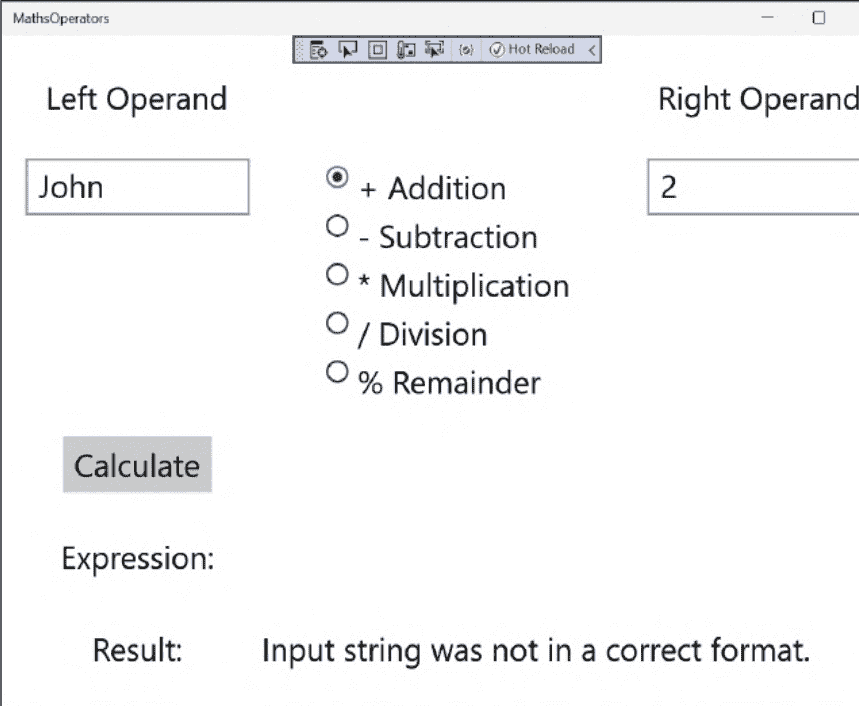 MathsOperators
Hot Reload
Left Operand
Right Operand
John
+ Addition
2
- Subtraction
* Multiplication
/ Division
% Remainder
Calculate
Expression:
Result: Input string was not in a correct format.